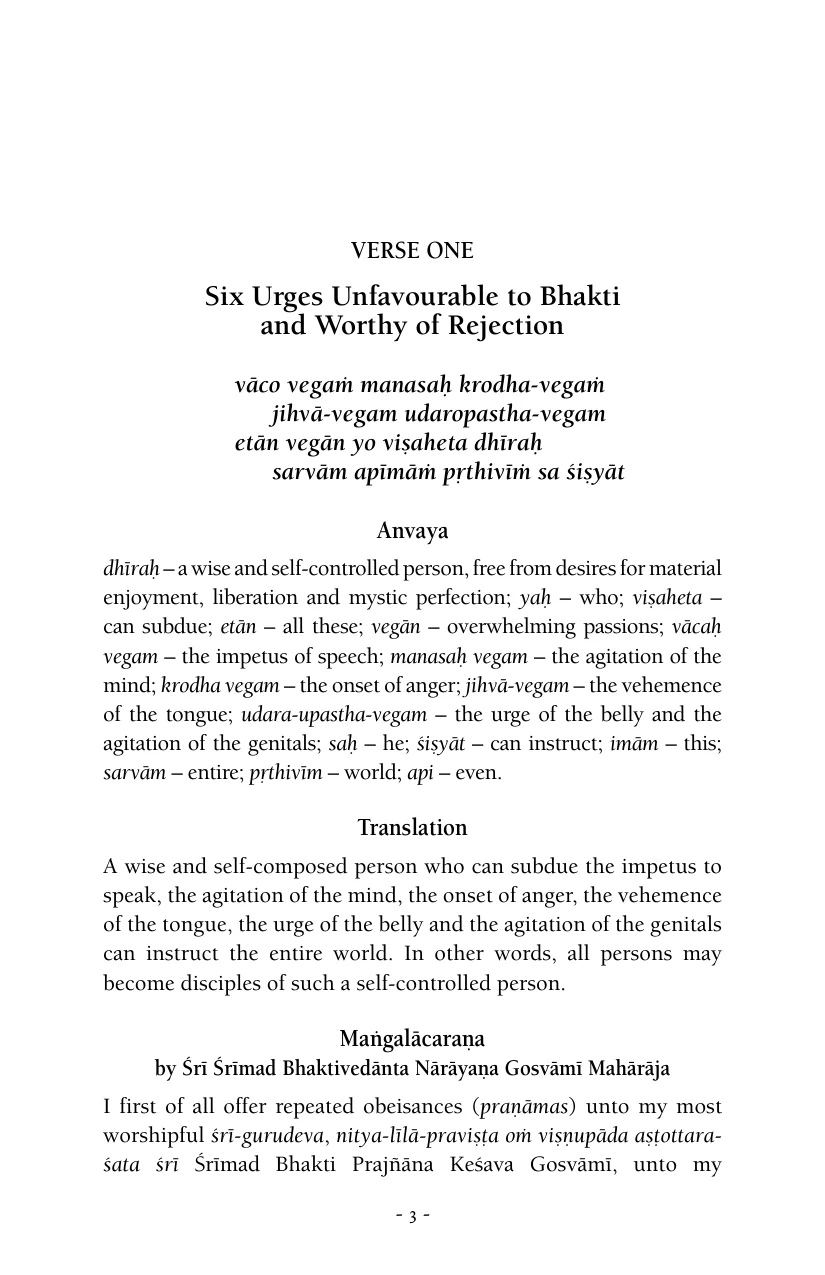 VERSE ONE
Six Urges Unfavourable to Bhakti
and Worthy of Rejection
vāco vegaṁ manasaḥ krodha-vegaṁ
jihvā-vegam udaropastha-vegam
etān vegān yo viṣaheta dhīraḥ
sarvām apīmāṁ pṛthivīṁ sa śiṣyāt
Anvaya
dhīraḥ – a wise and self-controlled person, free from desires for material
enjoyment, liberation and mystic perfection; yaḥ – who; viṣaheta –
can subdue; etān – all these; vegān – overwhelming passions; vācaḥ
vegam – the impetus of speech; manasaḥ vegam – the agitation of the
mind; krodha vegam – the onset of anger; jihvā-vegam – the vehemence
of the tongue; udara-upastha-vegam – the urge of the belly and the
agitation of the genitals; saḥ – he; śiṣyāt – can instruct; imām – this;
sarvām – entire; pṛthivīm – world; api – even.
Translation
A wise and self-composed person who can subdue the impetus to
speak, the agitation of the mind, the onset of anger, the vehemence
of the tongue, the urge of the belly and the agitation of the genitals
can instruct the entire world. In other words, all persons may
become disciples of such a self-controlled person.
Maṅgalācaraṇa
by Śrī Śrīmad Bhaktivedānta Nārāyaṇa Gosvāmī Mahārāja
I first of all offer repeated obeisances (praṇāmas) unto my most
worshipful śrī-gurudeva, nitya-līlā-praviṣṭa oṁ viṣṇupāda aṣṭottara-
śata śrī Śrīmad Bhakti Prajñāna Keśava Gosvāmī, unto my
- 3 -